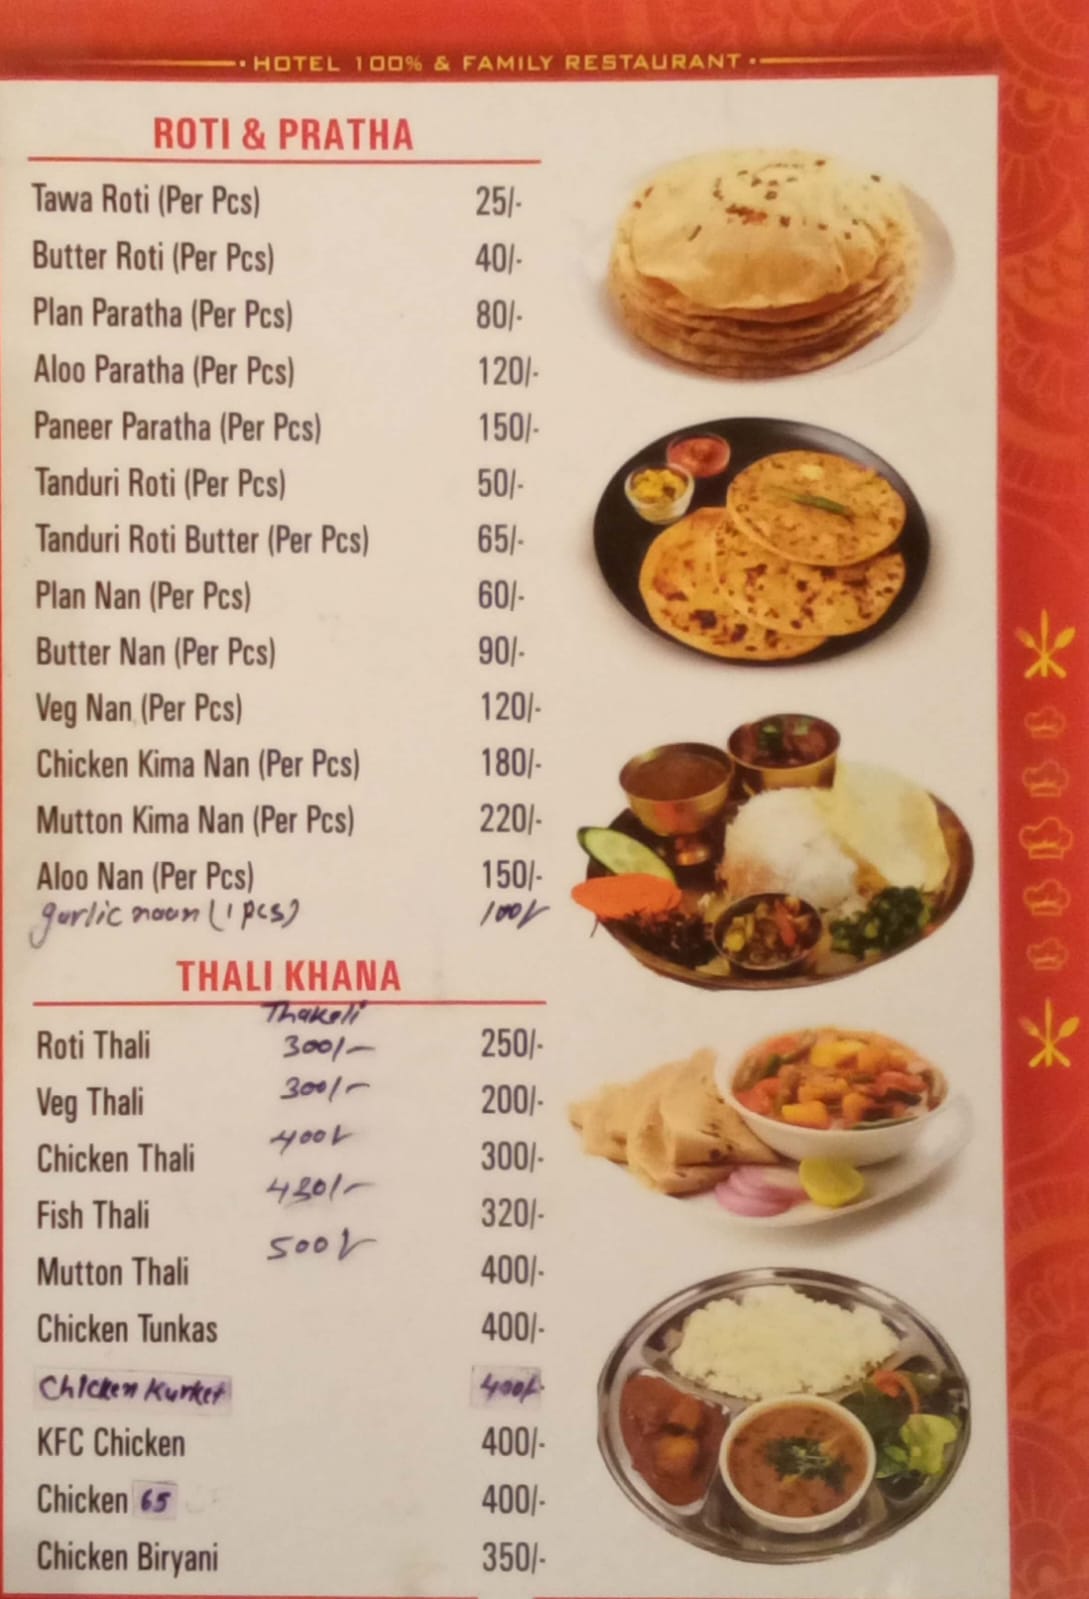 HOTEL 100% & FAMILY RESTAURANT
ROTI & PRATHA
Tawa Roti (Per Pcs) 25/-
Butter Roti (Per Pcs) 40/-
Plan Paratha (Per Pcs) 80/-
Aloo Paratha (Per Pcs) 120/-
Paneer Paratha (Per Pcs) 150/-
Tanduri Roti (Per Pcs) 50/-
Tanduri Roti Butter (Per Pcs) 65/-
Plan Nan (Per Pcs) 60/-
Butter Nan (Per Pcs) 90/-
Veg Nan (Per Pcs) 120/-
Chicken Kima Nan (Per Pcs) 180/-
Mutton Kima Nan (Per Pcs) 220/-
Aloo Nan (Per Pcs) 150/-
garlic noan (1 pcs) 100/-
THALI KHANA
Thakeli
Roti Thali 300/- 250/-
Veg Thali 300/- 200/-
Chicken Thali 400/- 300/-
Fish Thali 430/- 320/-
Mutton Thali 500/- 400/-
Chicken Tunkas 400/-
Chicken Kurket 400/-
KFC Chicken 400/-
Chicken 65 400/-
Chicken Biryani 350/-